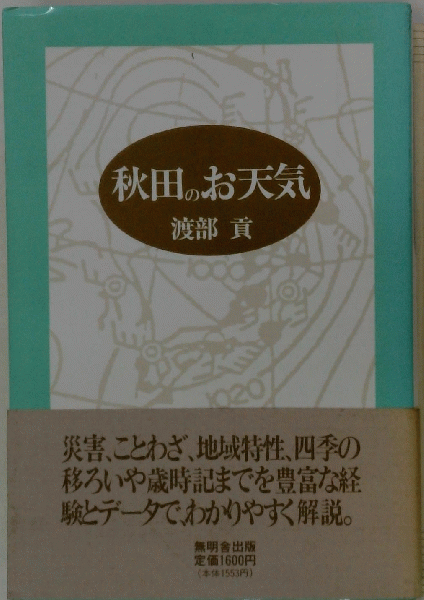 秋田のお天気
渡部 貢
1020
災害、ことわざ、地域特性、四季の
移ろいや歳時記までを豊富な経
験とデータで、わかりやすく解説。
無明舎出版
定価1600円
(本体1553円)